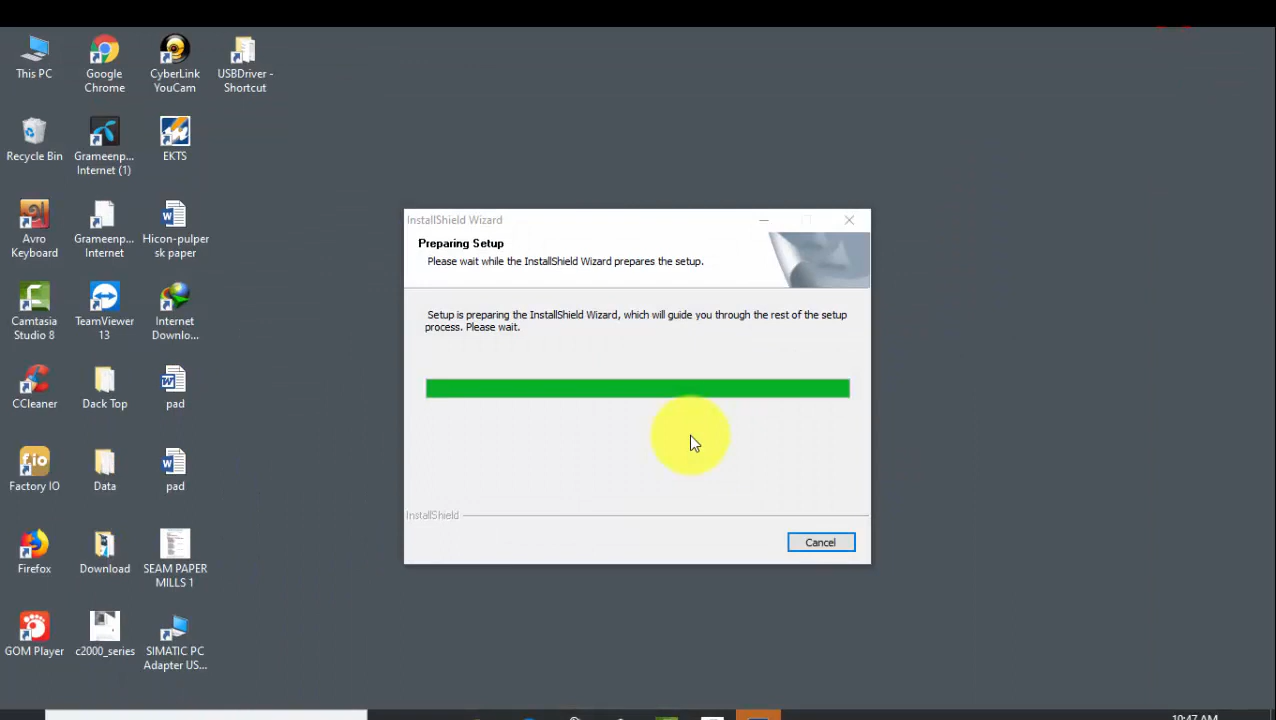 This PC
Google
Chrome
CyberLink
YouCam
USBDriver -
Shortcut
Recycle Bin
Grameenp...
Internet (1)
EKTS
Avro
Keyboard
Grameenp...
Internet
Hicon-pulper
sk paper
Camtasia
Studio 8
TeamViewer
13
Internet
Downlo...
CCleaner
Dack Top
pad
f.io
Factory IO
Data
pad
Firefox
Download
SEAM PAPER
MILLS 1
GOM Player
c2000_series
SIMATIC PC
Adapter US...
InstallShield Wizard
Preparing Setup
Please wait while the InstallShield Wizard prepares the setup.
Setup is preparing the InstallShield Wizard, which will guide you through the rest of the setup
process. Please wait.
InstallShield
Cancel
10:47 AM